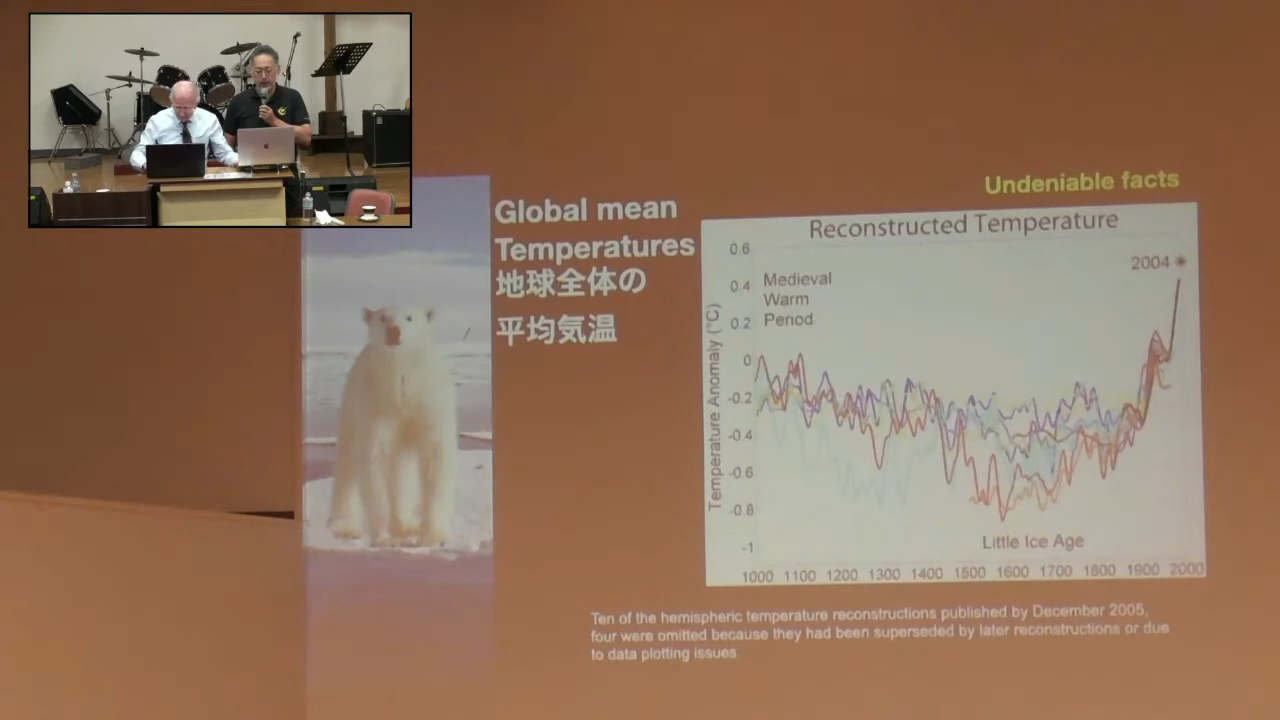 Undeniable facts
Global mean
Temperatures
地球全体の
平均気温
Reconstructed Temperature
2004 *
Medieval
Warm
Period
Temperature Anomaly (°C)
0.6
0.4
0.2
0
-0.2
-0.4
-0.6
-0.8
-1
Little Ice Age
1000 1100 1200 1300 1400 1500 1600 1700 1800 1900 2000
Ten of the hemispheric temperature reconstructions published by December 2005,
four were omitted because they had been superseded by later reconstructions or due
to data plotting issues.